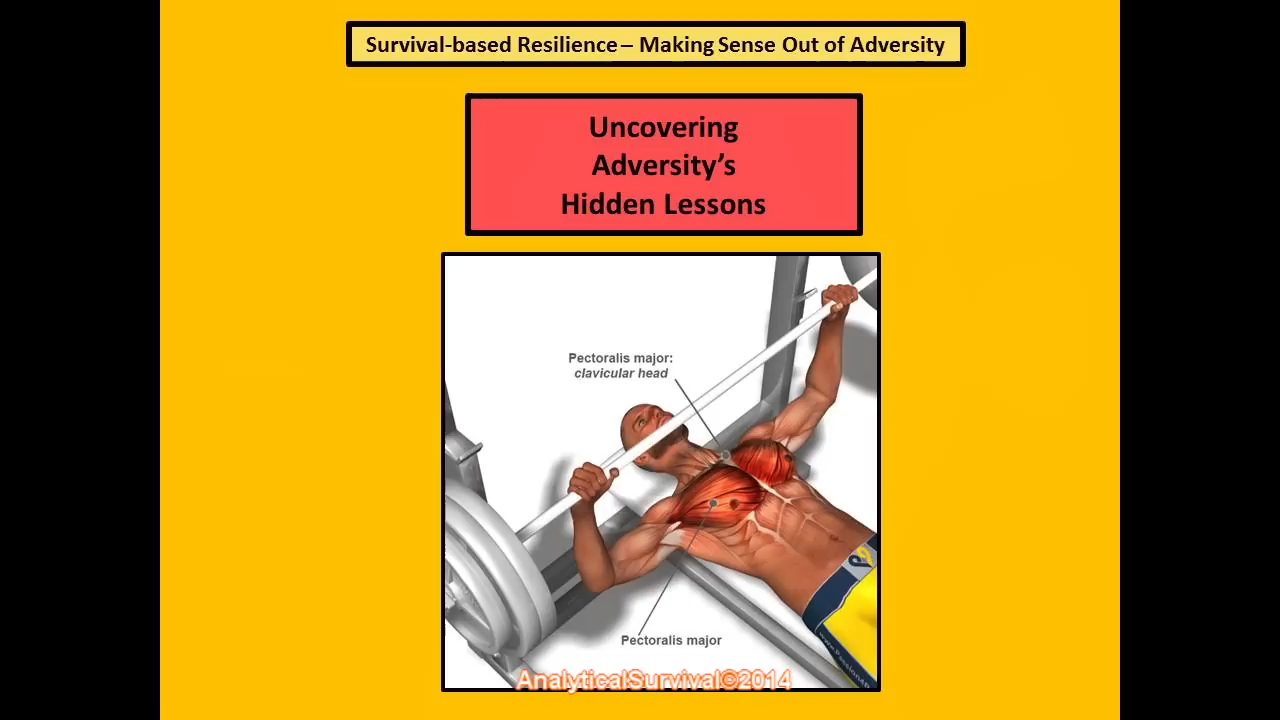 Survival-based Resilience – Making Sense Out of Adversity
Uncovering
Adversity’s
Hidden Lessons
Pectoralis major:
clavicular head
Pectoralis major
AnalyticalSurvival©2014